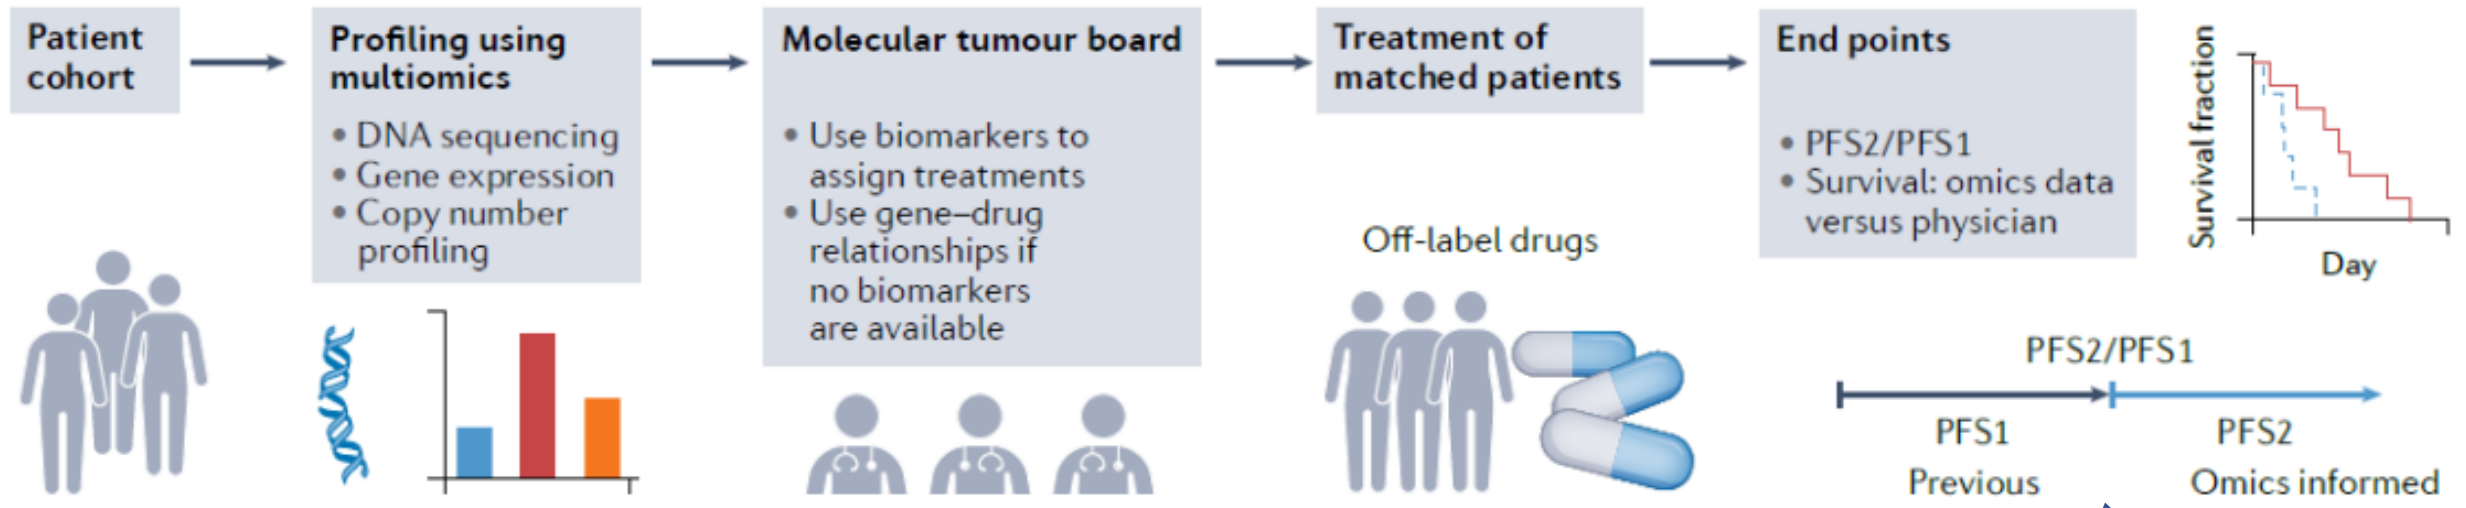 Patient
cohort
Profiling using
multiomics
• DNA sequencing
• Gene expression
• Copy number
profiling
Molecular tumour board
• Use biomarkers to
assign treatments
• Use gene–drug
relationships if
no biomarkers
are available
Treatment of
matched patients
Off-label drugs
End points
• PFS2/PFS1
• Survival: omics data
versus physician
Survival fraction
Day
PFS2/PFS1
PFS1
PFS2
Previous
Omics informed